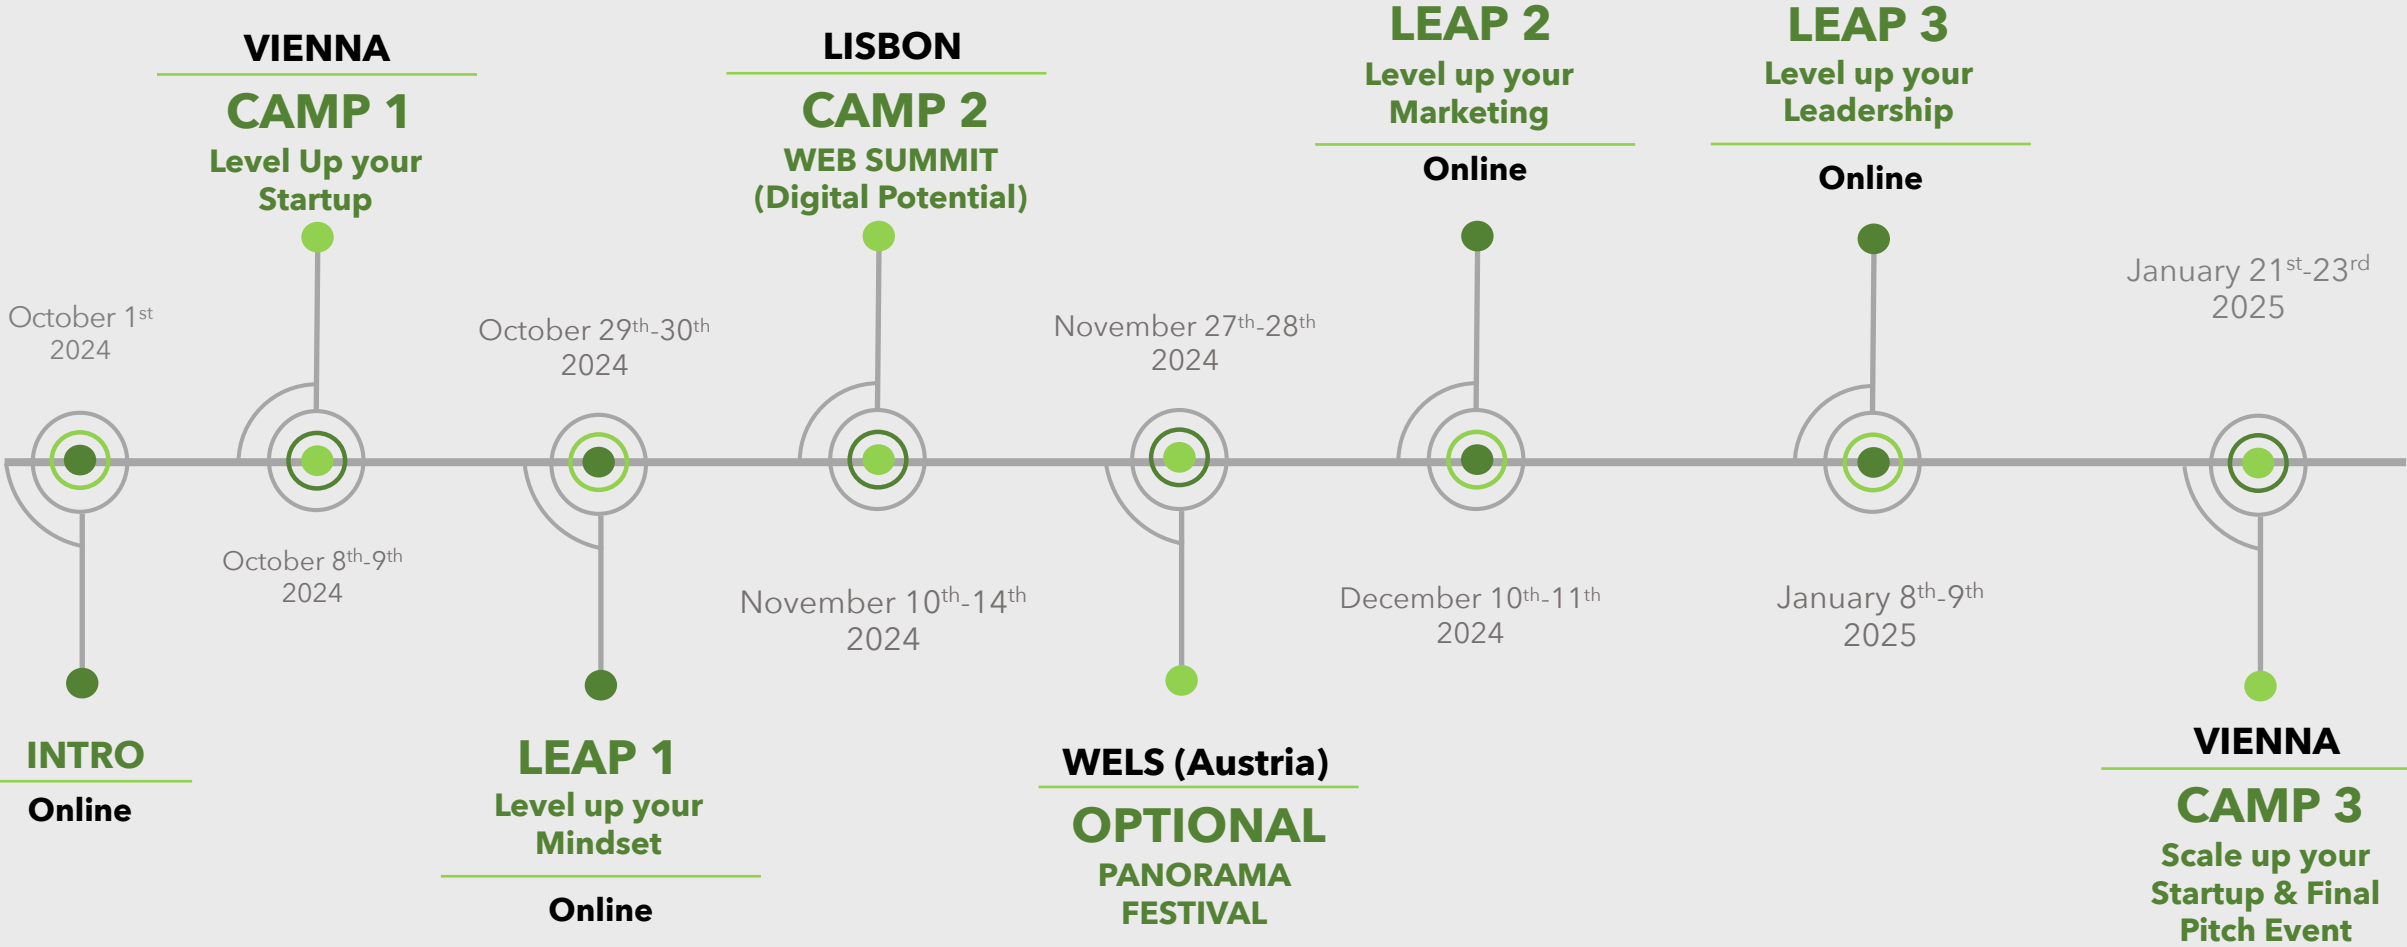 October 1st
2024
INTRO
Online
VIENNA
CAMP 1
Level Up your
Startup
October 8th-9th
2024
October 29th-30th
2024
LEAP 1
Level up your
Mindset
Online
LISBON
CAMP 2
WEB SUMMIT
(Digital Potential)
November 10th-14th
2024
November 27th-28th
2024
WELS (Austria)
OPTIONAL
PANORAMA
FESTIVAL
LEAP 2
Level up your
Marketing
Online
December 10th-11th
2024
LEAP 3
Level up your
Leadership
Online
January 8th-9th
2025
January 21st-23rd
2025
VIENNA
CAMP 3
Scale up your
Startup & Final
Pitch Event